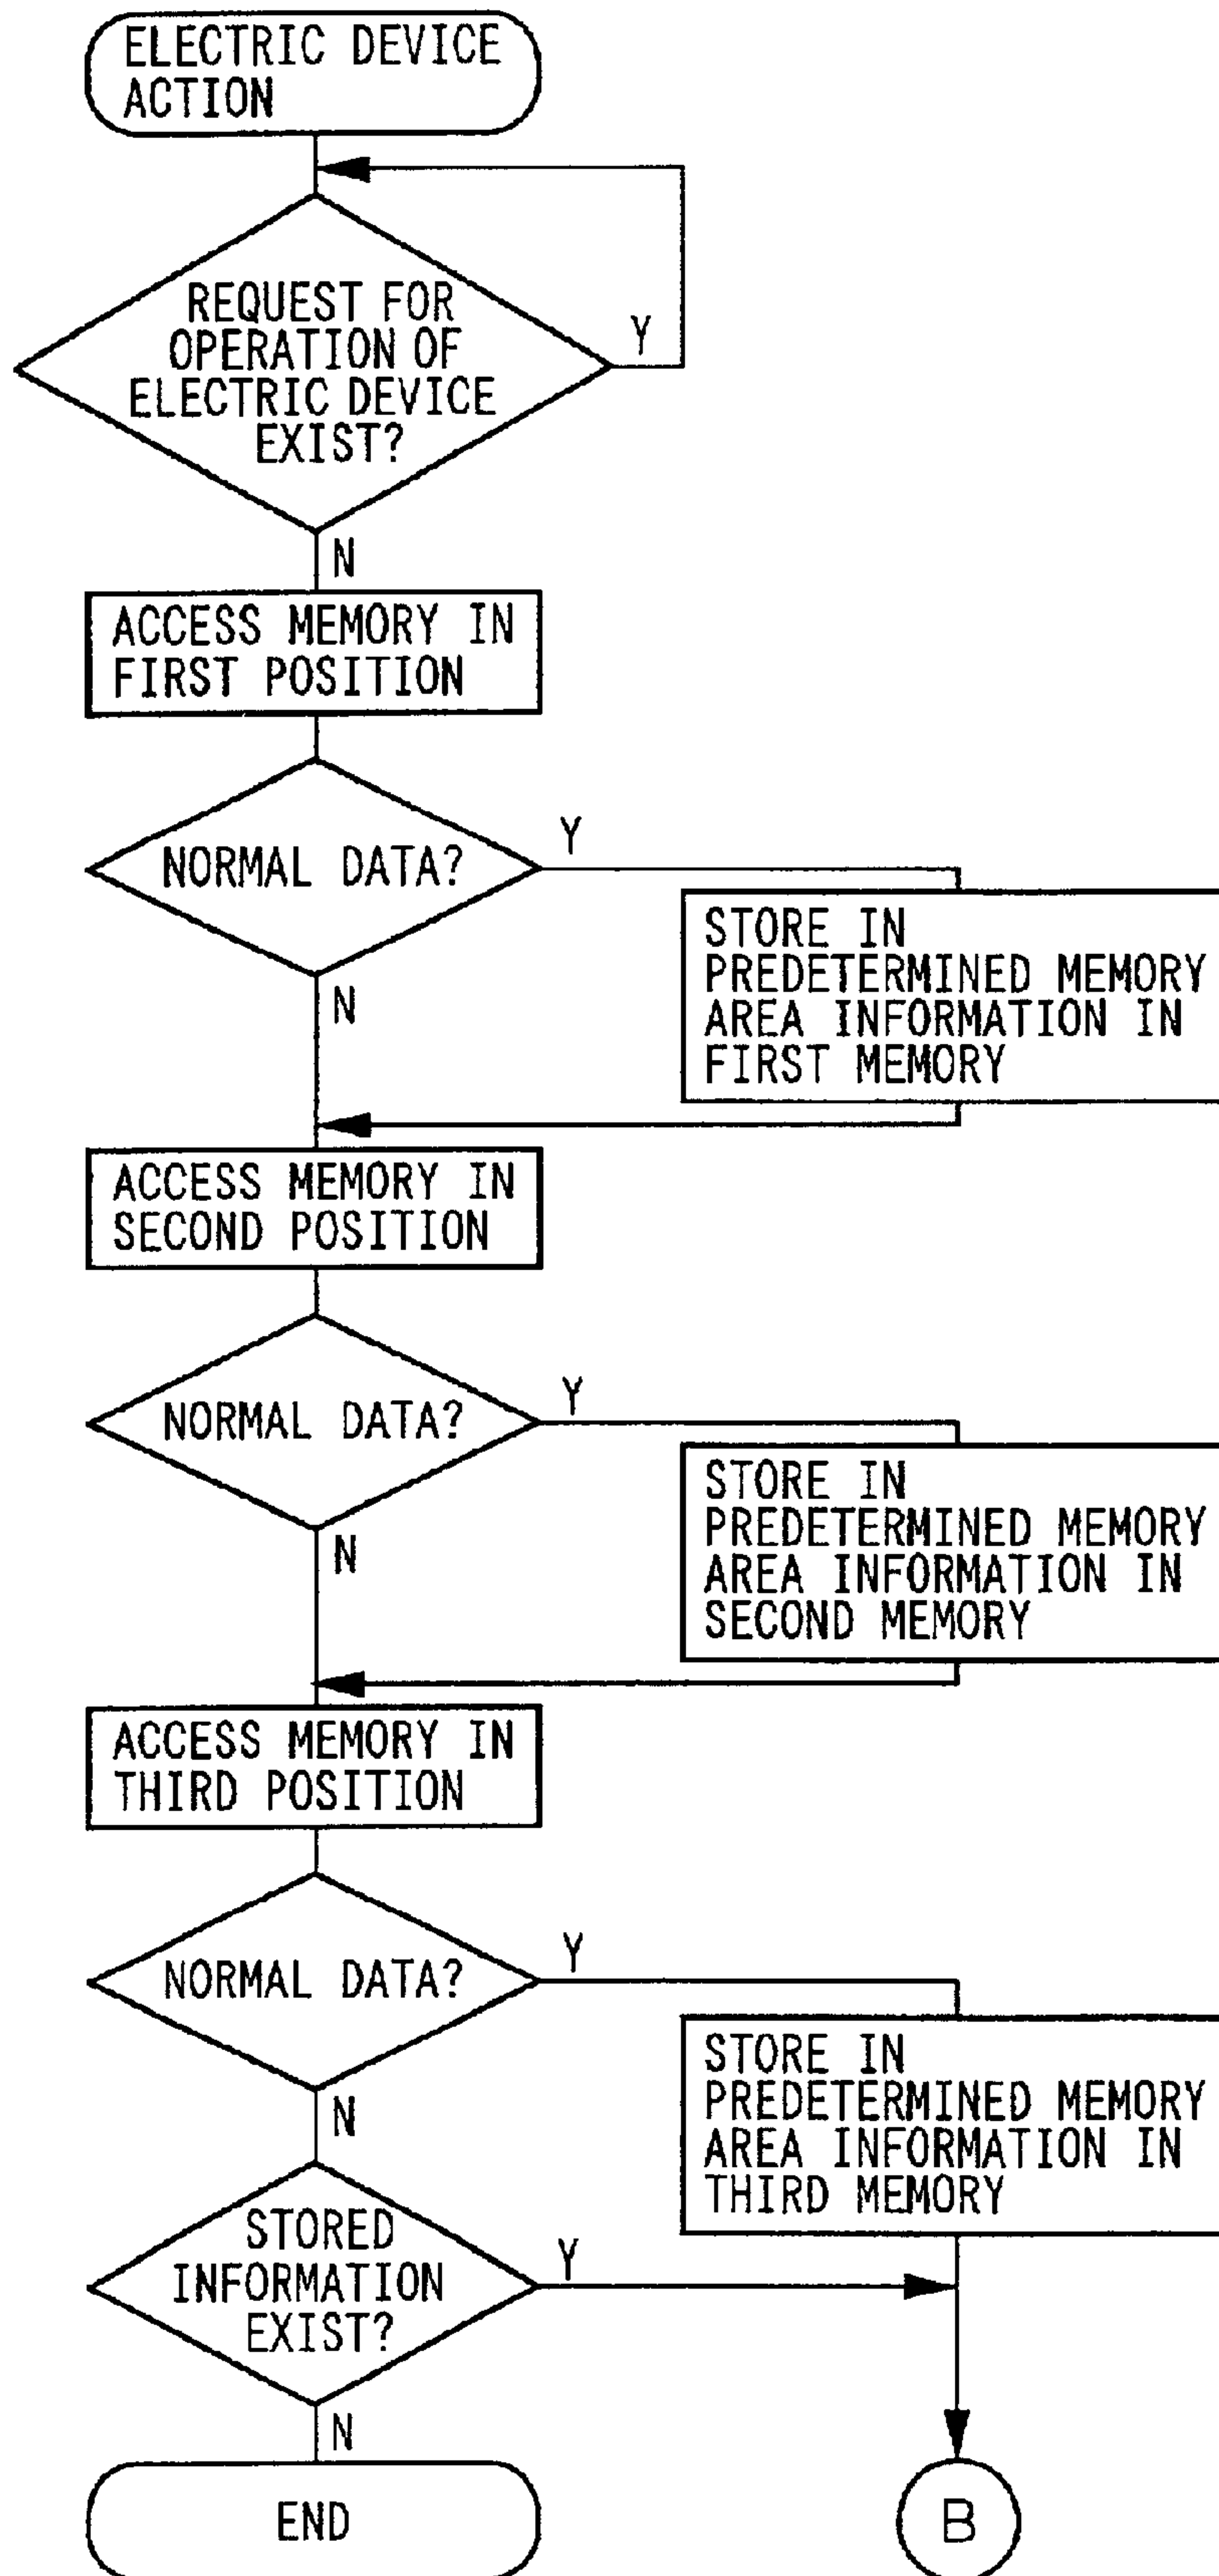 ELECTRIC DEVICE
ACTION
REQUEST FOR
OPERATION OF
ELECTRIC DEVICE
EXIST?
Y
N
ACCESS MEMORY IN
FIRST POSITION
NORMAL DATA?
Y
N
STORE IN
PREDETERMINED MEMORY
AREA INFORMATION IN
FIRST MEMORY
ACCESS MEMORY IN
SECOND POSITION
NORMAL DATA?
Y
N
STORE IN
PREDETERMINED MEMORY
AREA INFORMATION IN
SECOND MEMORY
ACCESS MEMORY IN
THIRD POSITION
NORMAL DATA?
Y
N
STORE IN
PREDETERMINED MEMORY
AREA INFORMATION IN
THIRD MEMORY
STORED
INFORMATION
EXIST?
Y
N
END
B